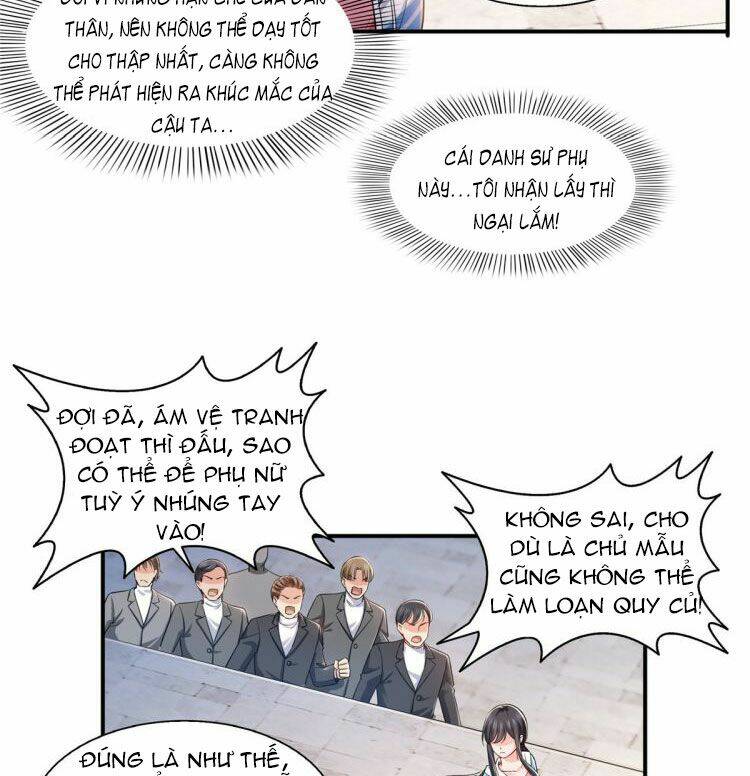 THÂN, NÊN KHÔNG THỂ DẠY TỐT
CHO THẬP NHẤT, CÀNG KHÔNG
THỂ PHÁT HIỆN RA KHÚC MẮC CỦA
CẬU TA...
CÁI DANH SƯ PHỤ
NÀY...TÔI NHẬN LẤY THÌ
NGẠI LẮM!
ĐỢI ĐÃ, ÁM VỆ TRANH
ĐOẠT THÌ ĐẤU, SAO
CÓ THỂ ĐỂ PHỤ NỮ
TUỲ Ý NHÚNG TAY
VÀO!
KHÔNG SAI, CHO
DÙ LÀ CHỦ MẪU
CŨNG KHÔNG THỂ
LÀM LOẠN QUY CỦ!
ĐÚNG LÀ NHƯ THẾ,